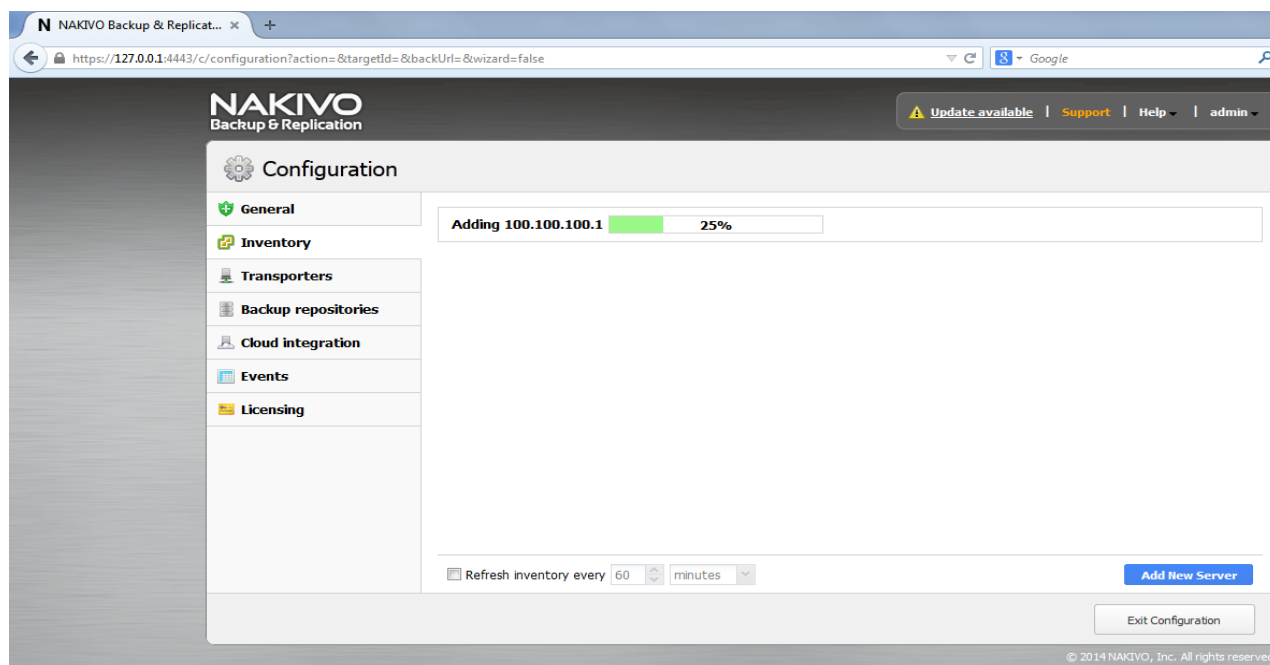 N NAKIVO Backup & Replicat... × +
https://127.0.0.1:4443/c/configuration?action=&targetId=&backUrl=&wizard=false
8 Google
NAKIVO
Backup & Replication
Update available | Support | Help | admin
Configuration
General
Inventory
Transporters
Backup repositories
Cloud integration
Events
Licensing
Adding 100.100.100.1 25%
Refresh inventory every 60 minutes
Add New Server
Exit Configuration
© 2014 NAKIVO, Inc. All rights reserved